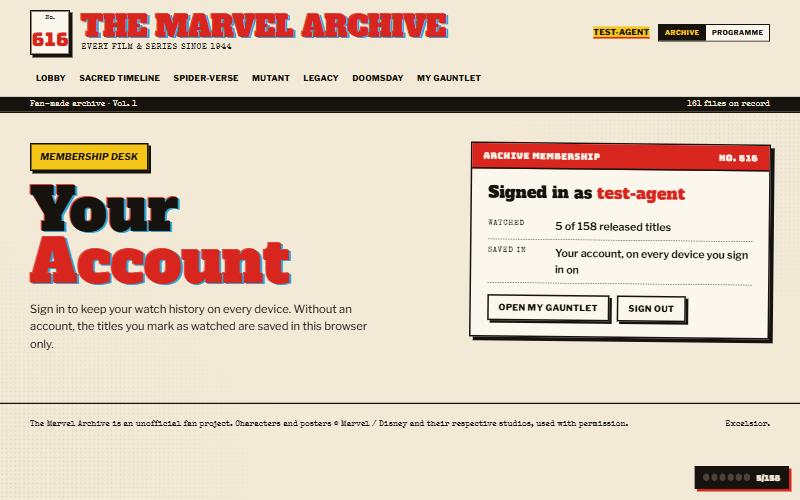 No.
616
THE MARVEL ARCHIVE
EVERY FILM & SERIES SINCE 1944
TEST-AGENT
ARCHIVE PROGRAMME
LOBBY SACRED TIMELINE SPIDER-VERSE MUTANT LEGACY DOOMSDAY MY GAUNTLET
Fan-made archive · Vol. 1
161 files on record
MEMBERSHIP DESK
Your
Account
Sign in to keep your watch history on every device. Without an
account, the titles you mark as watched are saved in this browser
only.
ARCHIVE MEMBERSHIP NO. 616
Signed in as test-agent
WATCHED 5 of 158 released titles
SAVED IN Your account, on every device you sign
in on
OPEN MY GAUNTLET SIGN OUT
The Marvel Archive is an unofficial fan project. Characters and posters © Marvel / Disney and their respective studios, used with permission.
Excelsior.
5/158